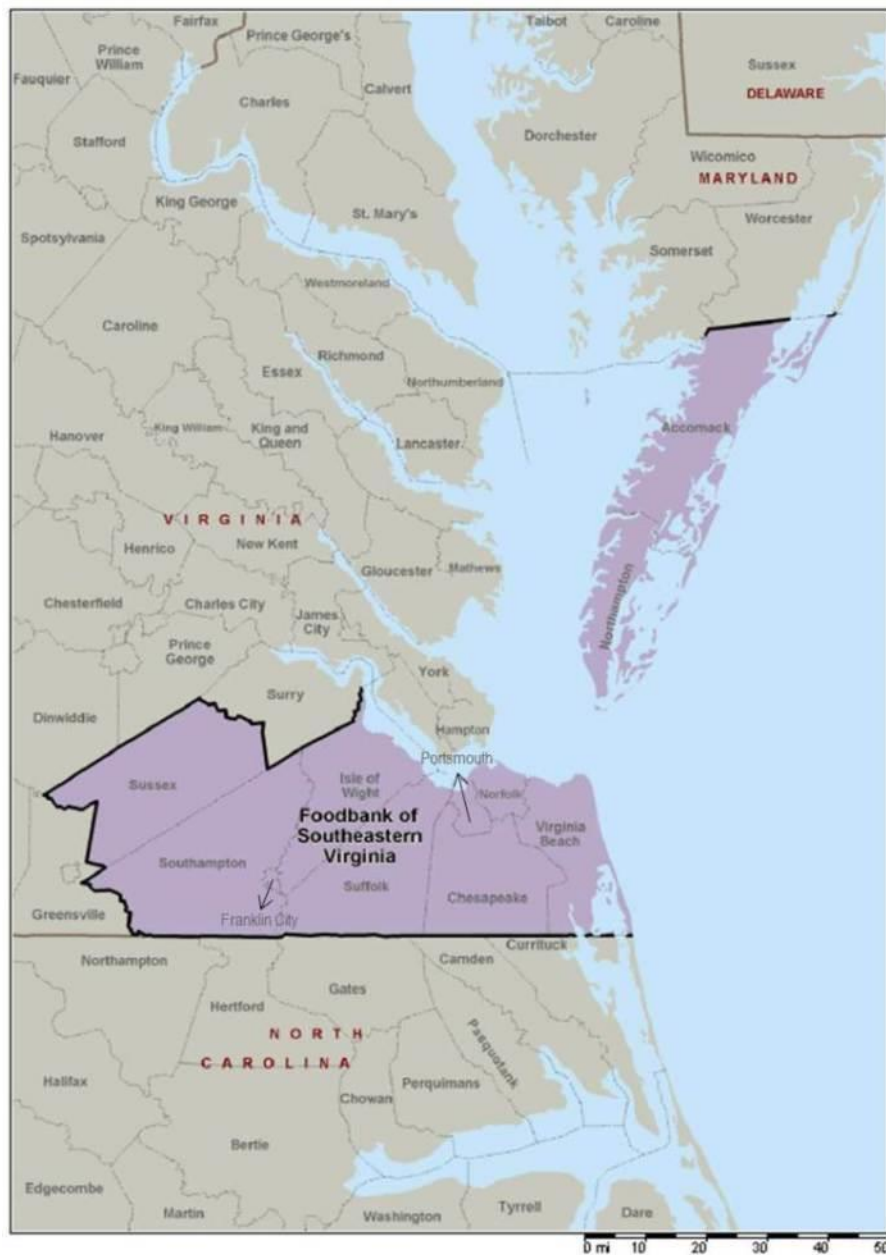 Fairfax
Prince George's
Talbot
Caroline
Prince
William
Fauquier
Calvert
Sussex
DELAWARE
Charles
Dorchester
Stafford
Wicomico
MARYLAND
King George
St. Mary's
Worcester
Spotsylvania
Somerset
Westmoreland
Caroline
Richmond
Essex
Northumberland
Accomack
King William
King and
Queen
Hanover
Lancaster
VIRGINIA
New Kent
Henrico
Gloucester
Mathews
Chesterfield
Charles City
James
City
Northampton
Prince
George
York
Surry
Dinwiddie
Hampton
Portsmouth
Sussex
Isle of
Wight
Norfolk
Foodbank of
Southeastern
Virginia
Virginia
Beach
Southampton
Suffolk
Chesapeake
Greensville
Franklin City
Currituck
Northampton
Camden
Gates
Hertford
NORTH
CAROLINA
Pasquotank
Halifax
Perquimans
Chowan
Bertie
Edgecombe
Martin
Washington
Tyrrell
Dare
0 mi 10 20 30 40 50